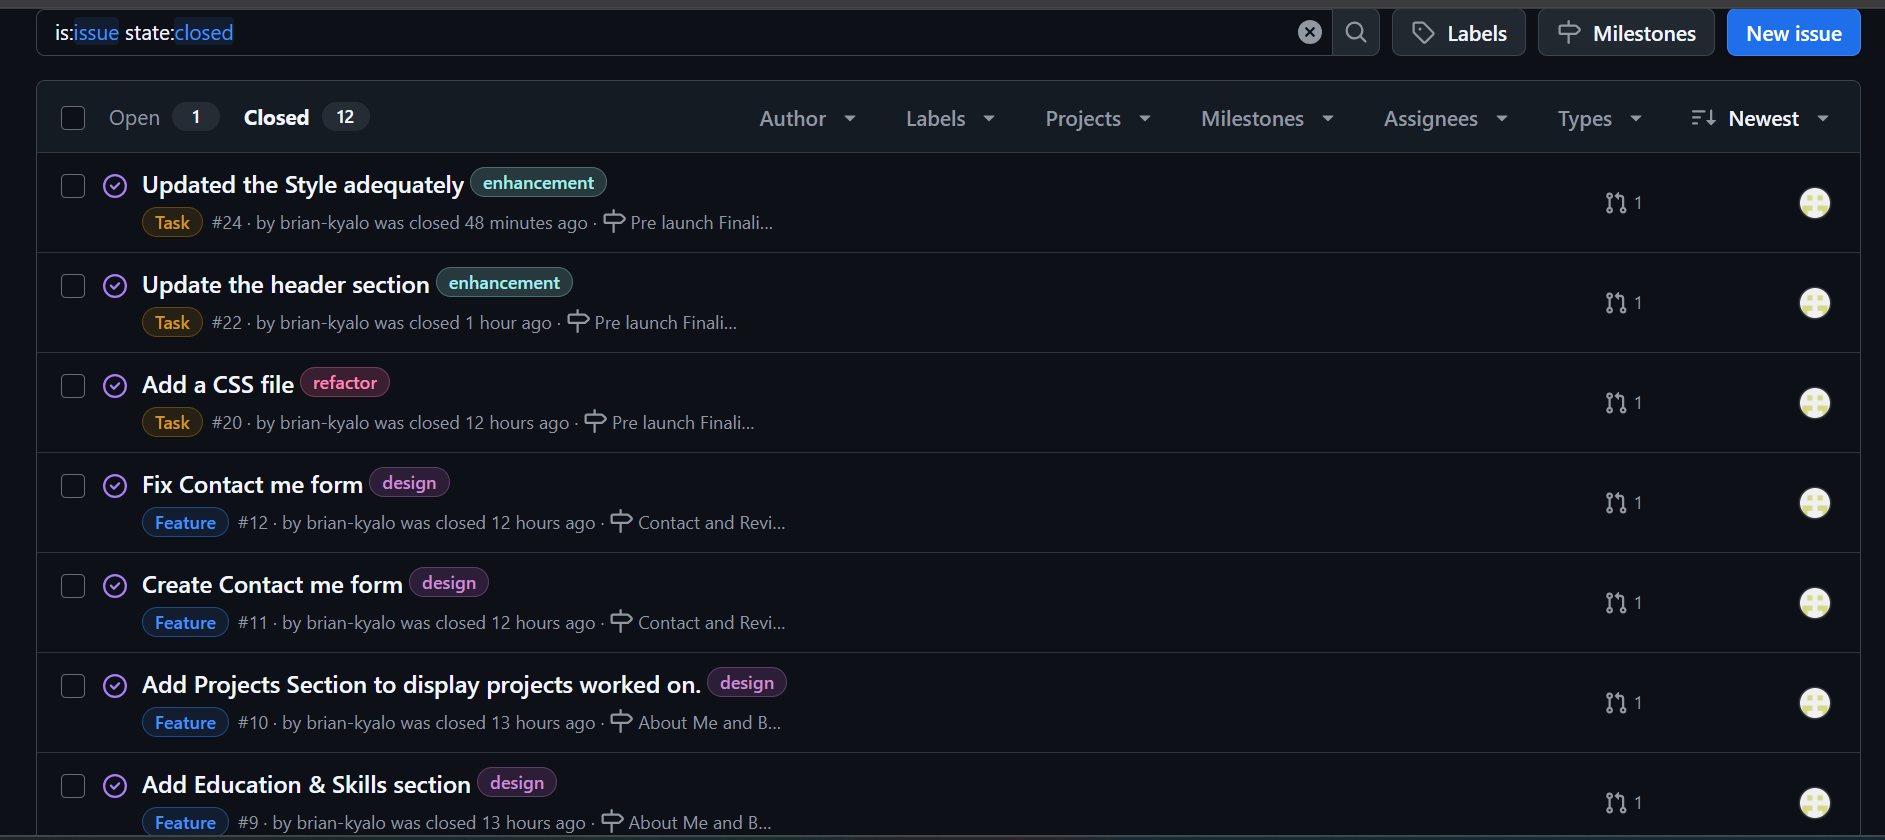 is:issue state:closed
Labels
Milestones
New issue
Open 1 Closed 12 Author Labels Projects Milestones Assignees Types Newest
Updated the Style adequately enhancement
Task #24 · by brian-kyalo was closed 48 minutes ago · Pre launch Finali... 1
Update the header section enhancement
Task #22 · by brian-kyalo was closed 1 hour ago · Pre launch Finali... 1
Add a CSS file refactor
Task #20 · by brian-kyalo was closed 12 hours ago · Pre launch Finali... 1
Fix Contact me form design
Feature #12 · by brian-kyalo was closed 12 hours ago · Contact and Revi... 1
Create Contact me form design
Feature #11 · by brian-kyalo was closed 12 hours ago · Contact and Revi... 1
Add Projects Section to display projects worked on. design
Feature #10 · by brian-kyalo was closed 13 hours ago · About Me and B... 1
Add Education & Skills section design
Feature #9 · by brian-kyalo was closed 13 hours ago · About Me and B... 1